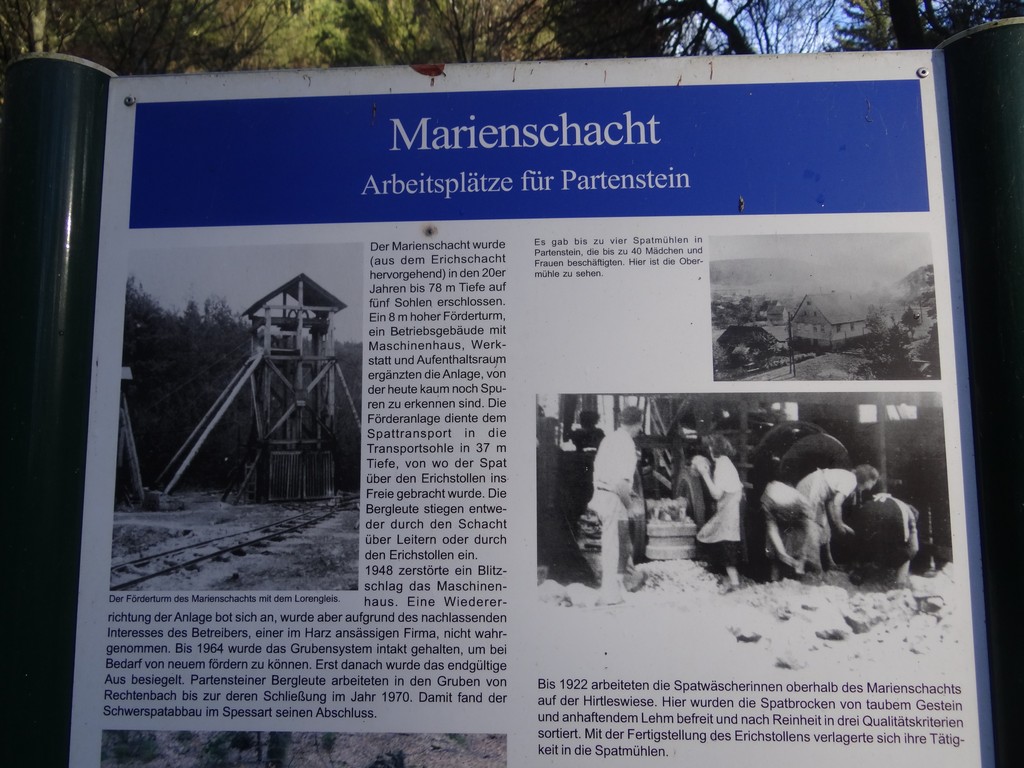 Marienschacht
Arbeitsplätze für Partenstein
Der Marienschacht wurde
(aus dem Erichschacht
hervorgehend) in den 20er
Jahren bis 78 m Tiefe auf
fünf Sohlen erschlossen.
Ein 8 m hoher Förderturm,
ein Betriebsgebäude mit
Maschinenhaus, Werk-
statt und Aufenthaltsraum
ergänzten die Anlage, von
der heute kaum noch Spu-
ren zu erkennen sind. Die
Förderanlage diente dem
Spattransport in die
Transportsohle in 37 m
Tiefe, von wo der Spat
über den Erichstollen ins
Freie gebracht wurde. Die
Bergleute stiegen entwe-
der durch den Schacht
über Leitern oder durch
den Erichstollen ein.
1948 zerstörte ein Blitz-
schlag das Maschinen-
haus. Eine Wiederer-
richtung der Anlage bot sich an, wurde aber aufgrund des nachlassenden
Interesses des Betreibers, einer im Harz ansässigen Firma, nicht wahr-
genommen. Bis 1964 wurde das Grubensystem intakt gehalten, um bei
Bedarf von neuem fördern zu können. Erst danach wurde das endgültige
Aus besiegelt. Partensteiner Bergleute arbeiteten in den Gruben von
Rechtenbach bis zur deren Schließung im Jahr 1970. Damit fand der
Schwerspatabbau im Spessart seinen Abschluss.
Der Förderturm des Marienschachts mit dem Lorengleis.
Es gab bis zu vier Spatmühlen in
Partenstein, die bis zu 40 Mädchen und
Frauen beschäftigten. Hier ist die Ober-
mühle zu sehen.
Bis 1922 arbeiteten die Spatwäscherinnen oberhalb des Marienschachts
auf der Hirtleswiese. Hier wurden die Spatbrocken von taubem Gestein
und anhaftendem Lehm befreit und nach Reinheit in drei Qualitätskriterien
sortiert. Mit der Fertigstellung des Erichstollens verlagerte sich ihre Tätig-
keit in die Spatmühlen.